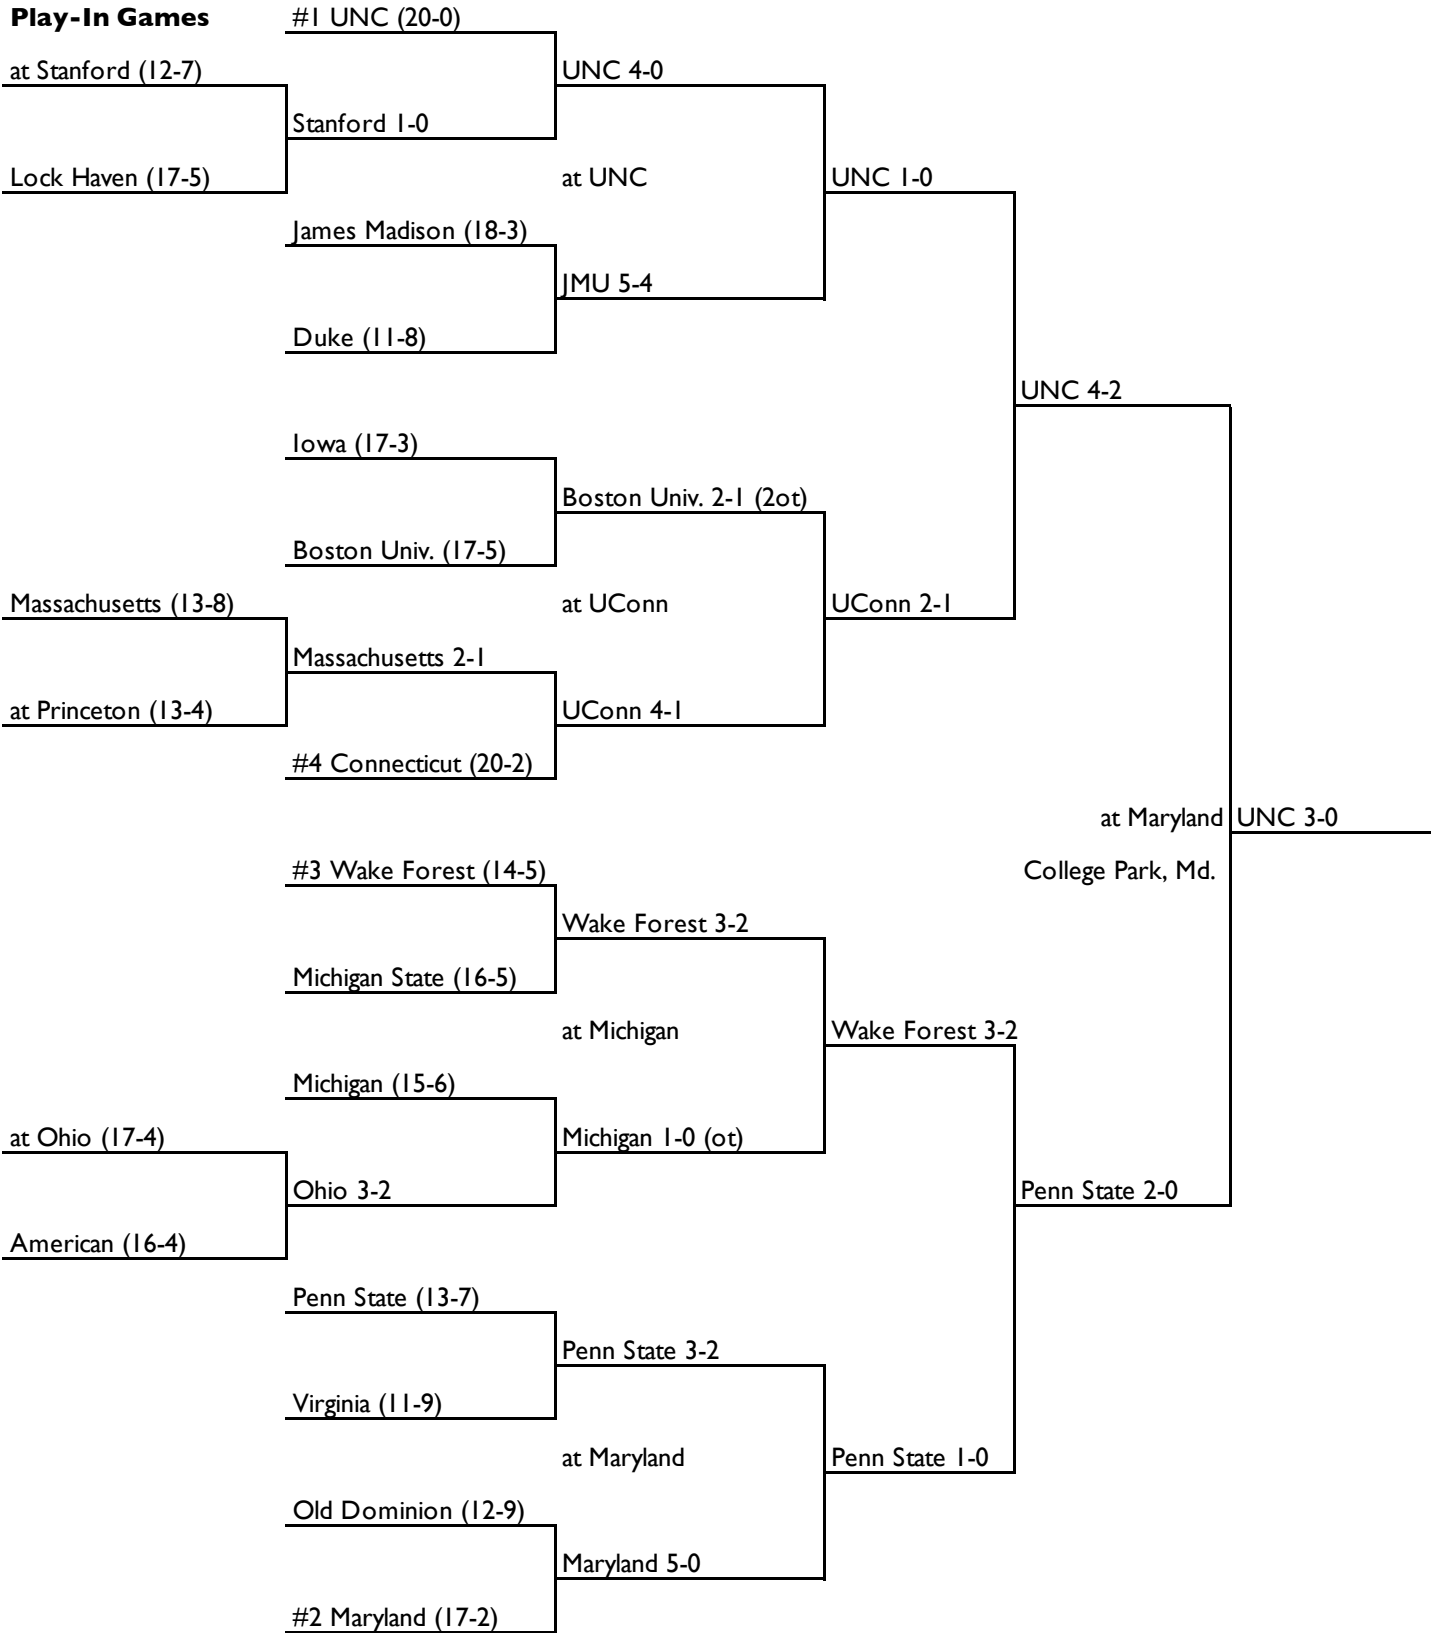 Play-In Games
#1 UNC (20-0)
at Stanford (12-7)
UNC 4-0
Stanford 1-0
Lock Haven (17-5)
at UNC
UNC 1-0
James Madison (18-3)
JMU 5-4
Duke (11-8)
UNC 4-2
Iowa (17-3)
Boston Univ. 2-1 (2ot)
Boston Univ. (17-5)
Massachusetts (13-8)
at UConn
UConn 2-1
Massachusetts 2-1
at Princeton (13-4)
UConn 4-1
#4 Connecticut (20-2)
at Maryland
UNC 3-0
#3 Wake Forest (14-5)
College Park, Md.
Wake Forest 3-2
Michigan State (16-5)
at Michigan
Wake Forest 3-2
Michigan (15-6)
at Ohio (17-4)
Michigan 1-0 (ot)
Ohio 3-2
Penn State 2-0
American (16-4)
Penn State (13-7)
Penn State 3-2
Virginia (11-9)
at Maryland
Penn State 1-0
Old Dominion (12-9)
Maryland 5-0
#2 Maryland (17-2)